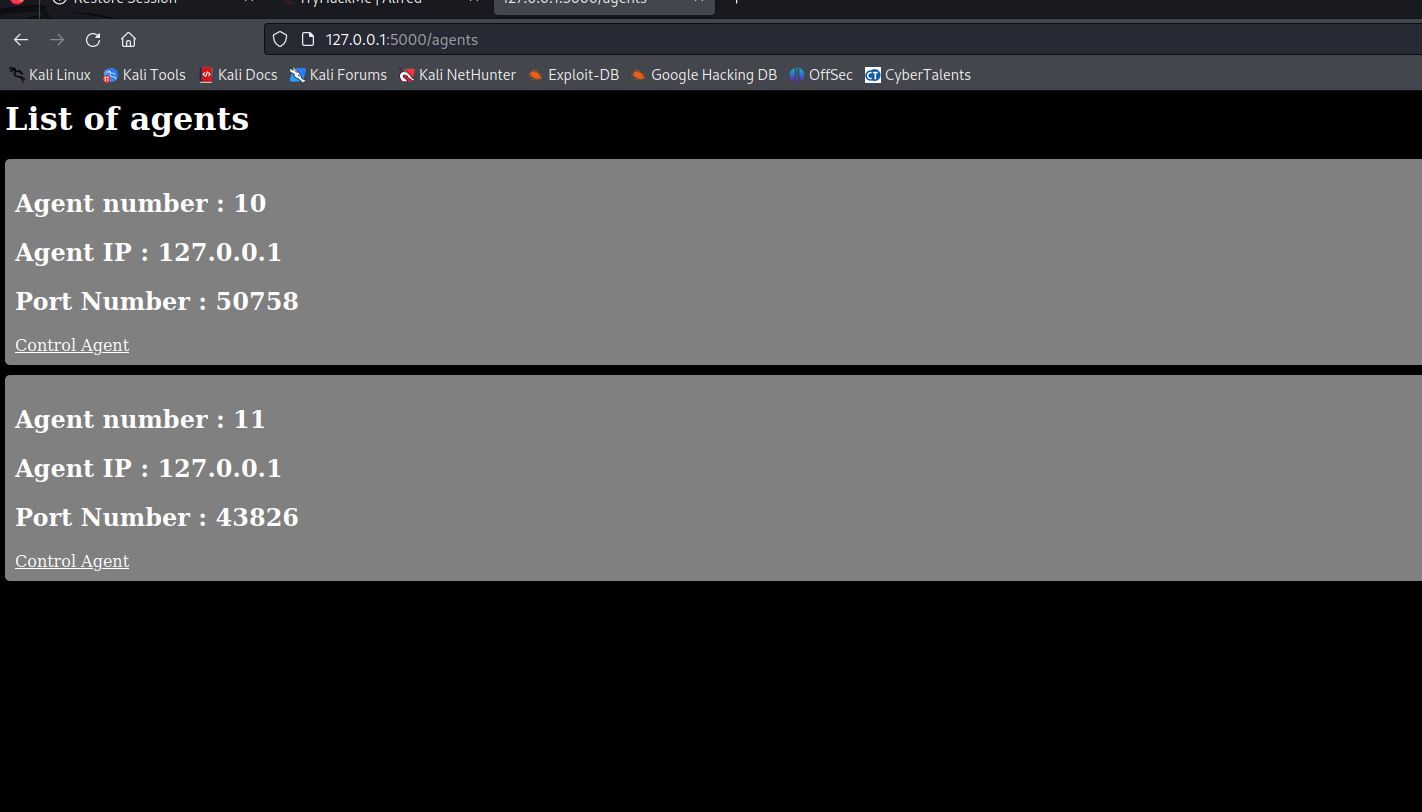 Restore Session
TryHackMe | Alfred
127.0.0.1:5000/agents
127.0.0.1:5000/agents
Kali Linux Kali Tools Kali Docs Kali Forums Kali NetHunter Exploit-DB Google Hacking DB OffSec CyberTalents
List of agents
Agent number : 10
Agent IP : 127.0.0.1
Port Number : 50758
Control Agent
Agent number : 11
Agent IP : 127.0.0.1
Port Number : 43826
Control Agent